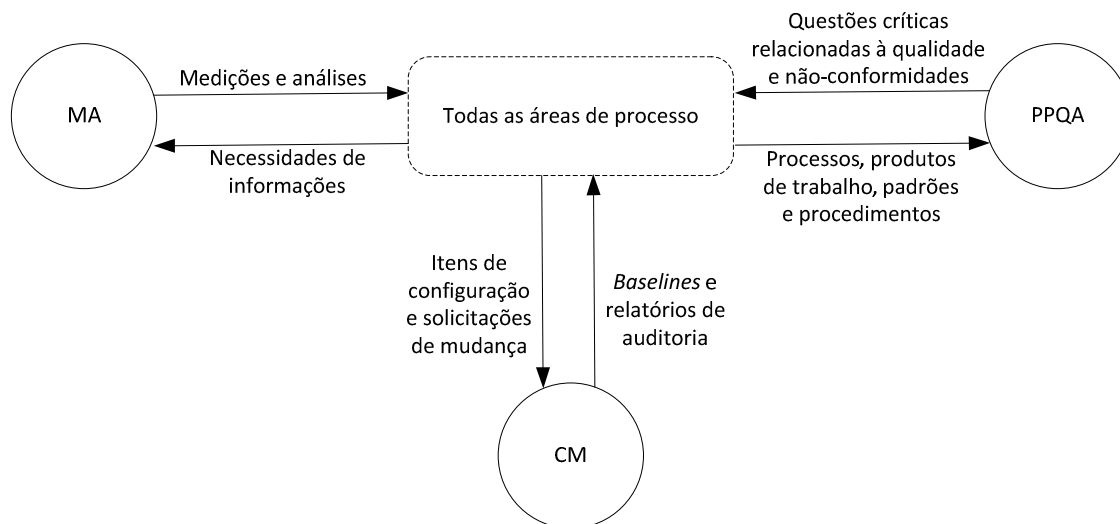 MA
Medições e análises
Necessidades de
informações
Todas as áreas de processo
Questões críticas
relacionadas à qualidade
e não-conformidades
PPQA
Processos, produtos
de trabalho, padrões
e procedimentos
Itens de
configuração
e solicitações
de mudança
Baselines e
relatórios de
auditoria
CM